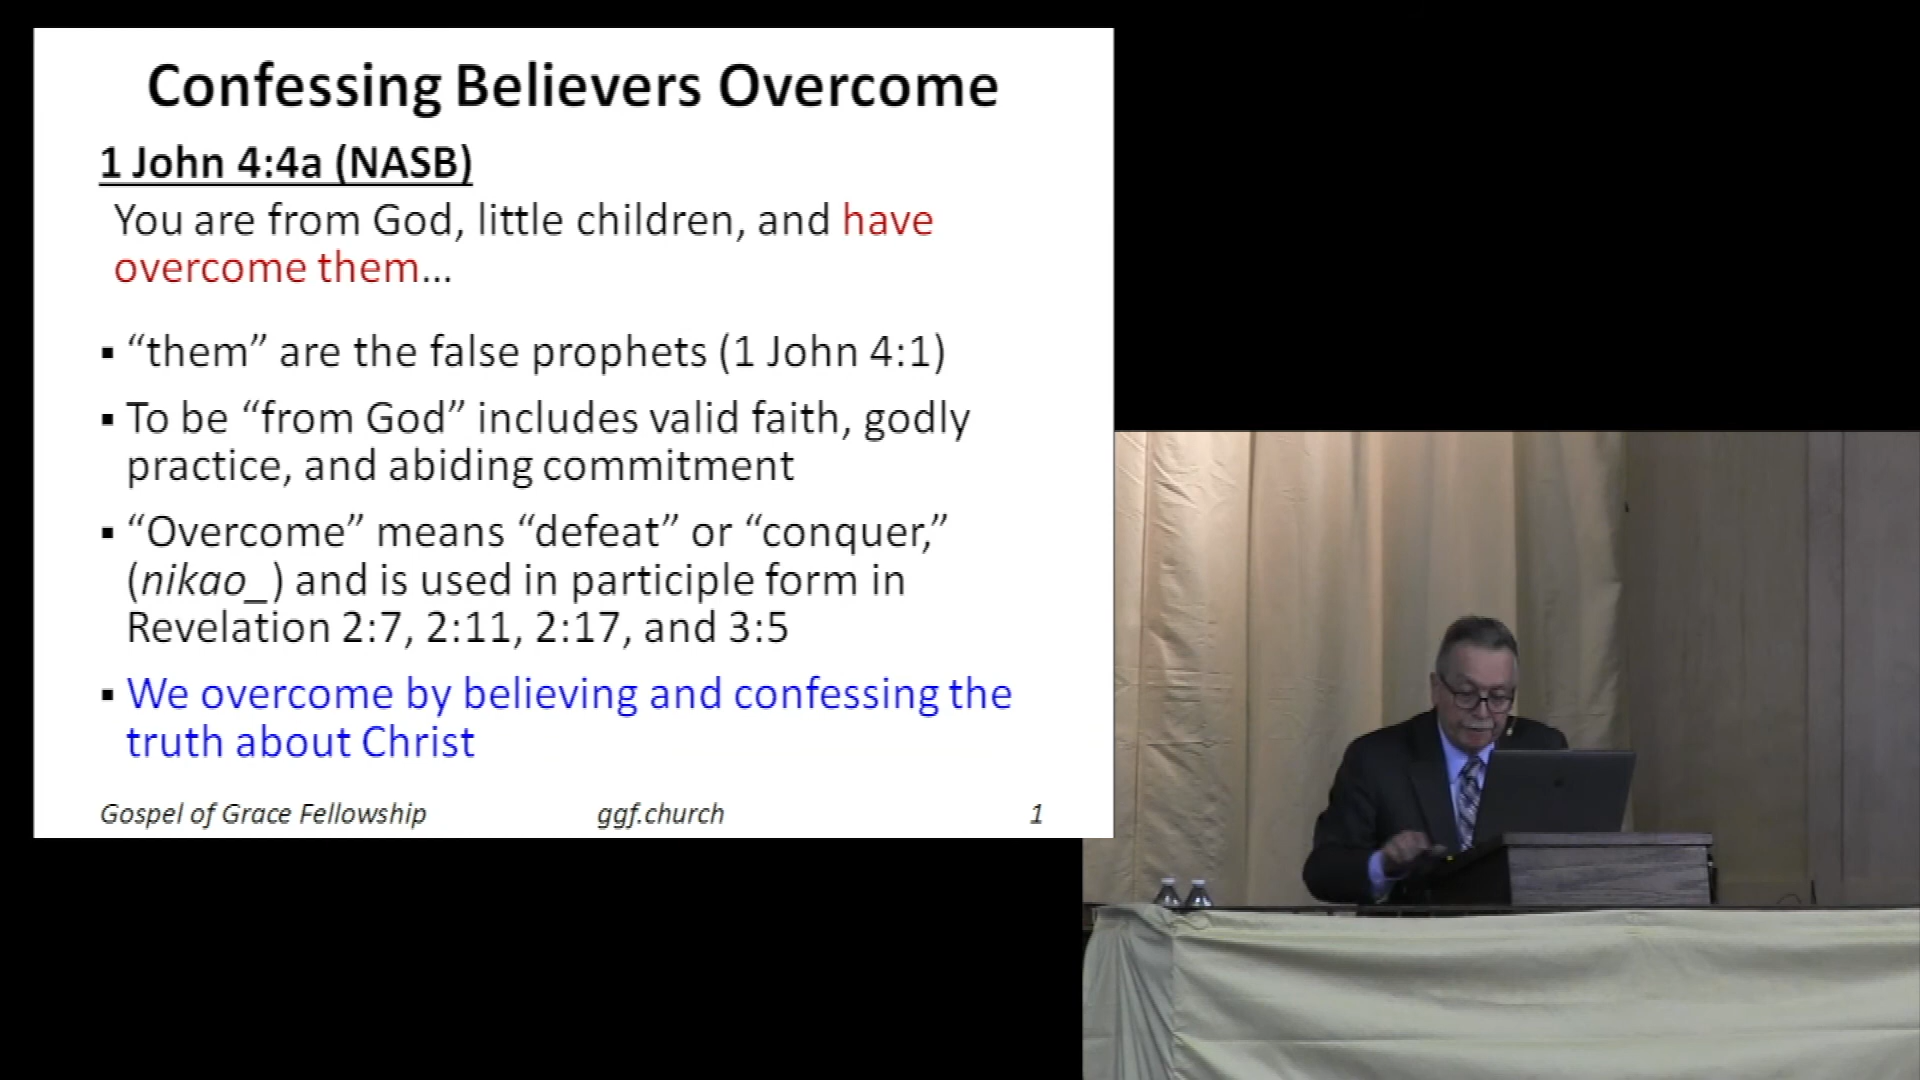 Confessing Believers Overcome
1 John 4:4a (NASB)
You are from God, little children, and have
overcome them...
▪ “them” are the false prophets (1 John 4:1)
▪ To be “from God” includes valid faith, godly
practice, and abiding commitment
▪ “Overcome” means “defeat” or “conquer,”
(nikao_) and is used in participle form in
Revelation 2:7, 2:11, 2:17, and 3:5
▪ We overcome by believing and confessing the
truth about Christ
Gospel of Grace Fellowship ggf.church 1